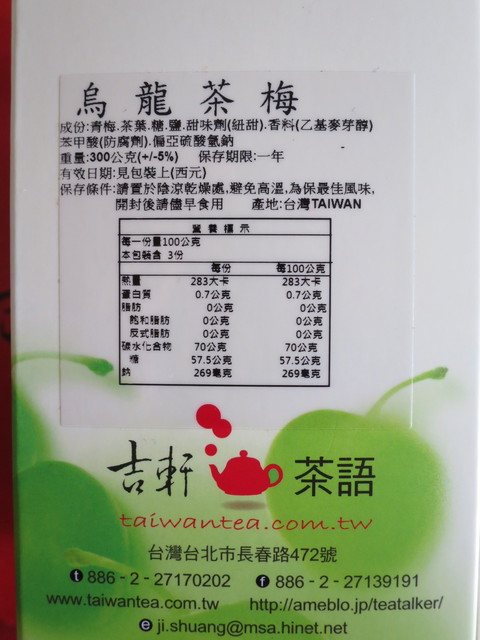 烏龍茶梅
成份:青梅.茶葉.糖.鹽.甜味劑(紐甜).香料(乙基麥芽醇)
苯甲酸(防腐劑).偏亞硫酸氫鈉
重量:300公克(+/-5%) 保存期限:一年
有效日期:見包裝上(西元)
保存條件:請置於陰涼乾燥處,避免高溫,為保最佳風味,
開封後請儘早食用 產地:台灣TAIWAN
營養標示
每一份量100公克
本包裝含 3份
每份 每100公克
熱量 283大卡 283大卡
蛋白質 0.7公克 0.7公克
脂肪 0公克 0公克
飽和脂肪 0公克 0公克
反式脂肪 0公克 0公克
碳水化合物 70公克 70公克
糖 57.5公克 57.5公克
鈉 269毫克 269毫克
吉軒茶語
taiwantea.com.tw
台灣台北市長春路472號
t 886-2-27170202 f 886-2-27139191
www.taiwantea.com.tw http://ameblo.jp/teatalker/
e ji.shuang@msa.hinet.net